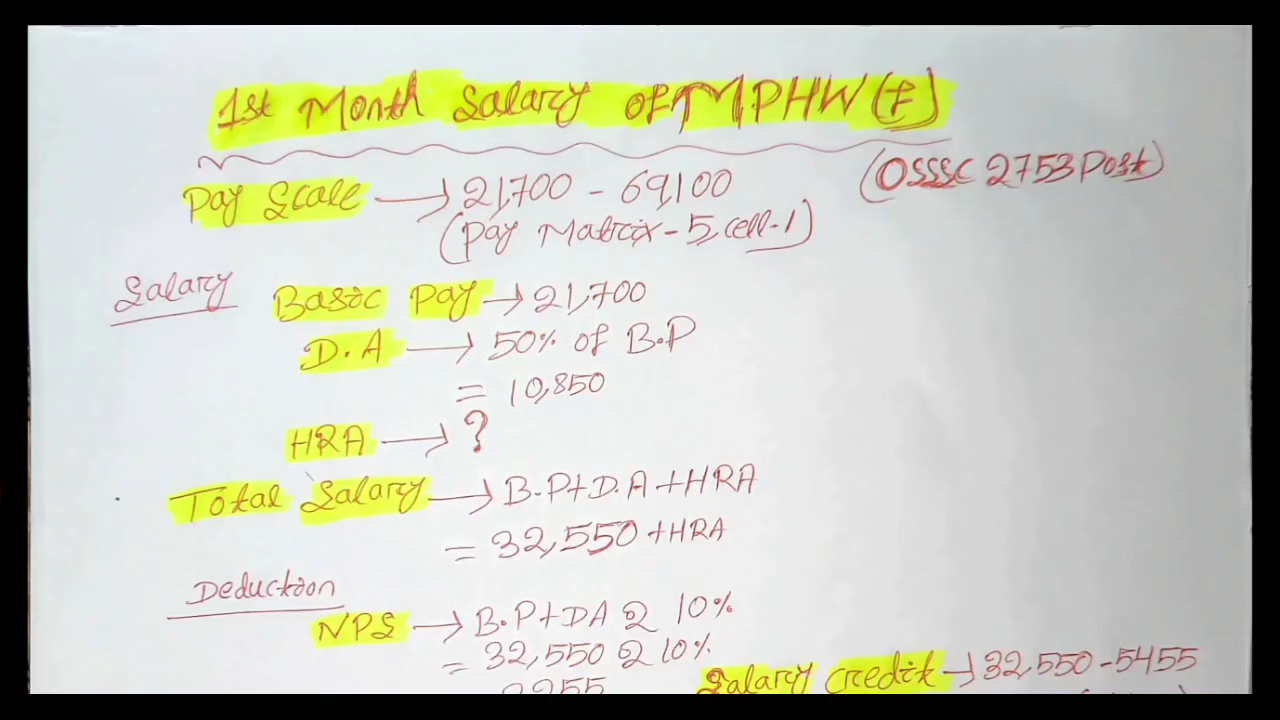 1st Month Salary of MPHW(F)
(OSSSC 2753 Post)
Pay Scale → 21,700 - 69,100
(Pay Matrix-5, cell-1)
Salary
Basic Pay → 21,700
D.A → 50% of B.P
= 10,850
HRA → ?
Total Salary → B.P+D.A+HRA
= 32,550 +HRA
Deduction
NPS → B.P+DA @ 10%
= 32,550 @ 10%
3255
Salary credit → 32,550-5455